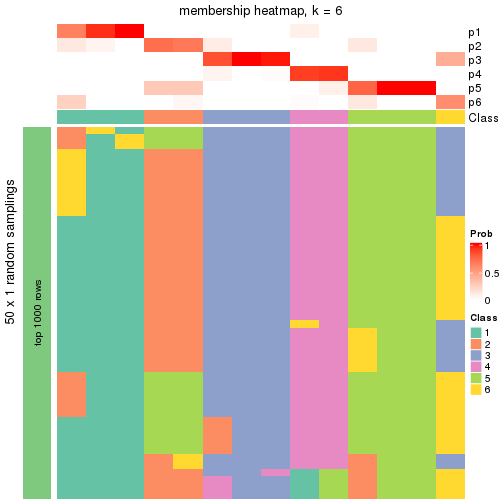 membership heatmap, k = 6
p1
p2
p3
p4
p5
p6
Class
50 x 1 random samplings
top 1000 rows
Prob
1
0.5
0
Class
1
2
3
4
5
6